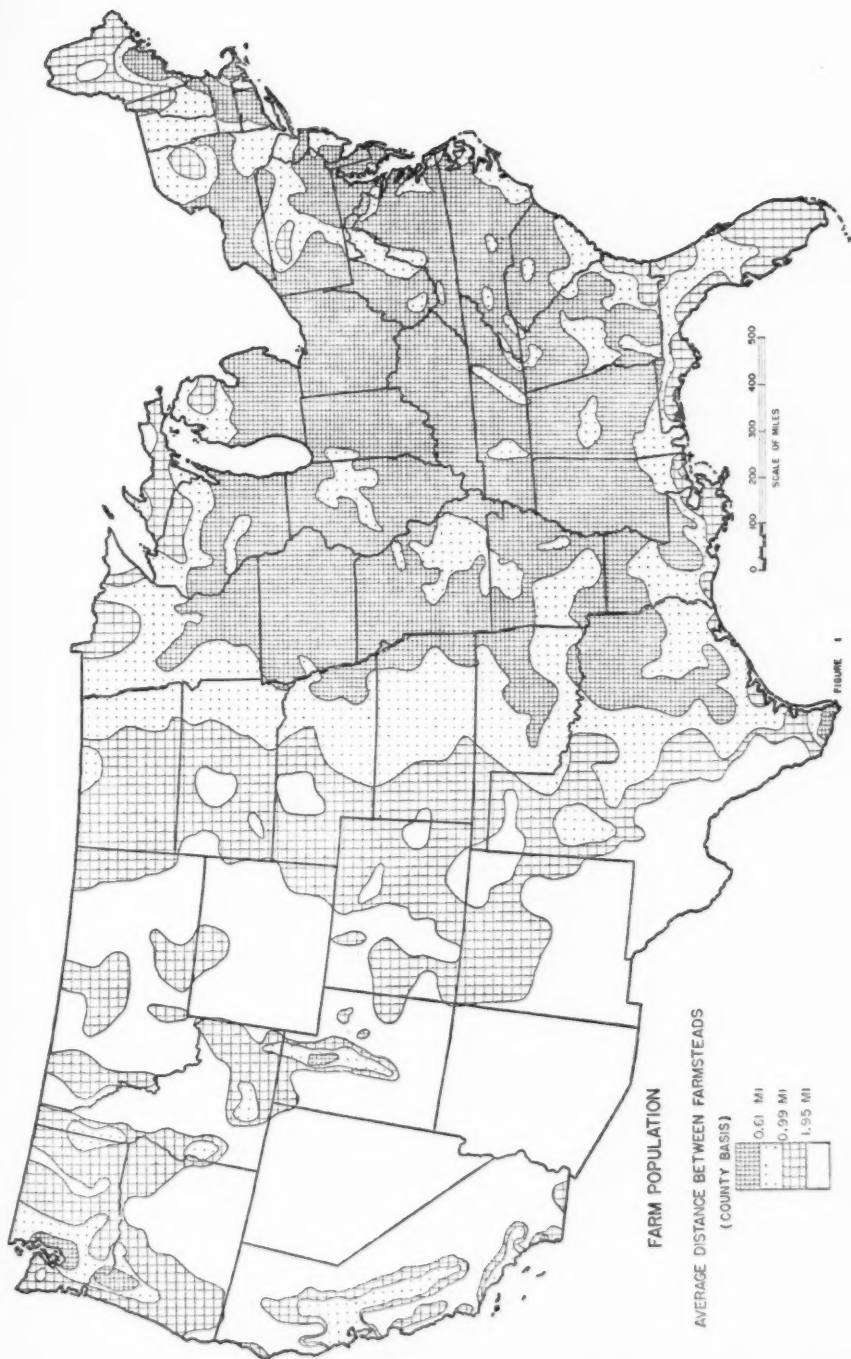 FARM POPULATION
AVERAGE DISTANCE BETWEEN FARMSTEADS
(COUNTY BASIS)
0.61 MI
0.99 MI
1.95 MI
0 100 200 300 400 500
SCALE OF MILES
FIGURE 1